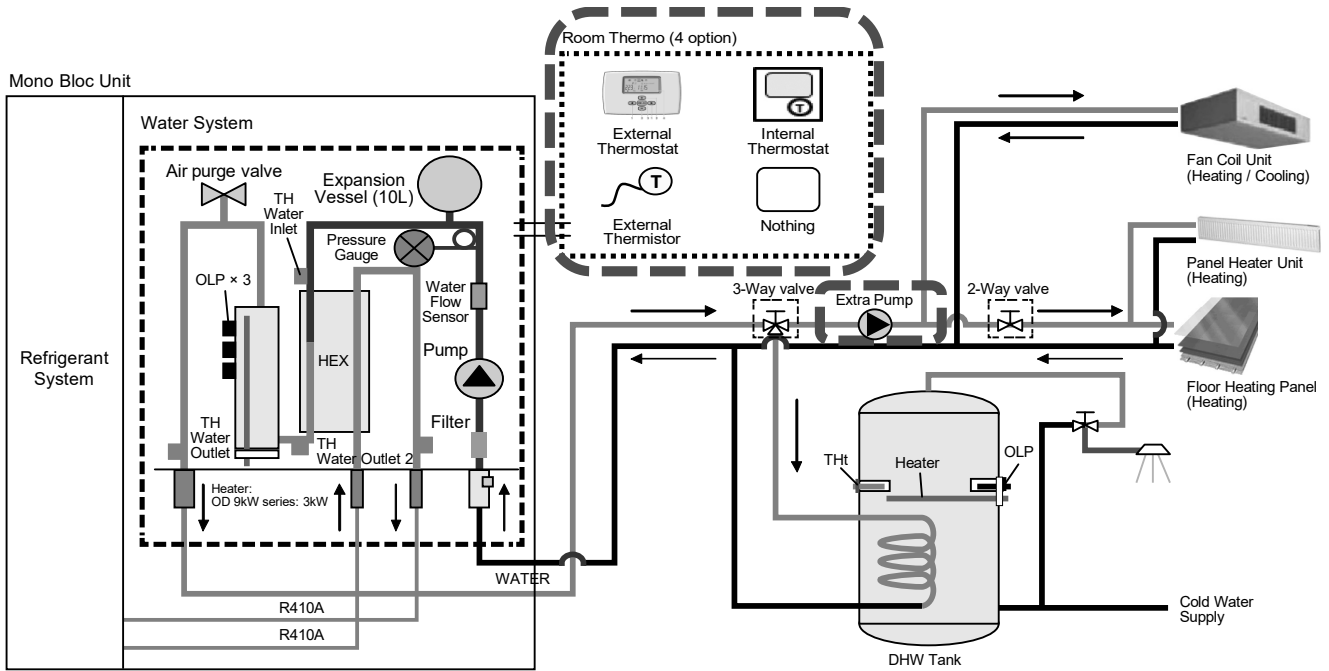 Mono Bloc Unit
Refrigerant
System
Water System
Air purge valve
TH
Water
Inlet
Expansion
Vessel (10L)
Pressure
Gauge
OLP × 3
HEX
Water
Flow
Sensor
Pump
Filter
TH
Water
Outlet
TH
Water Outlet 2
Heater:
OD 9kW series: 3kW
WATER
R410A
R410A
Room Thermo (4 option)
External
Thermostat
T
Internal
Thermostat
T
External
Thermistor
Nothing
3-Way valve
Extra Pump
2-Way valve
Fan Coil Unit
(Heating / Cooling)
Panel Heater Unit
(Heating)
Floor Heating Panel
(Heating)
THt
Heater
OLP
DHW Tank
Cold Water
Supply